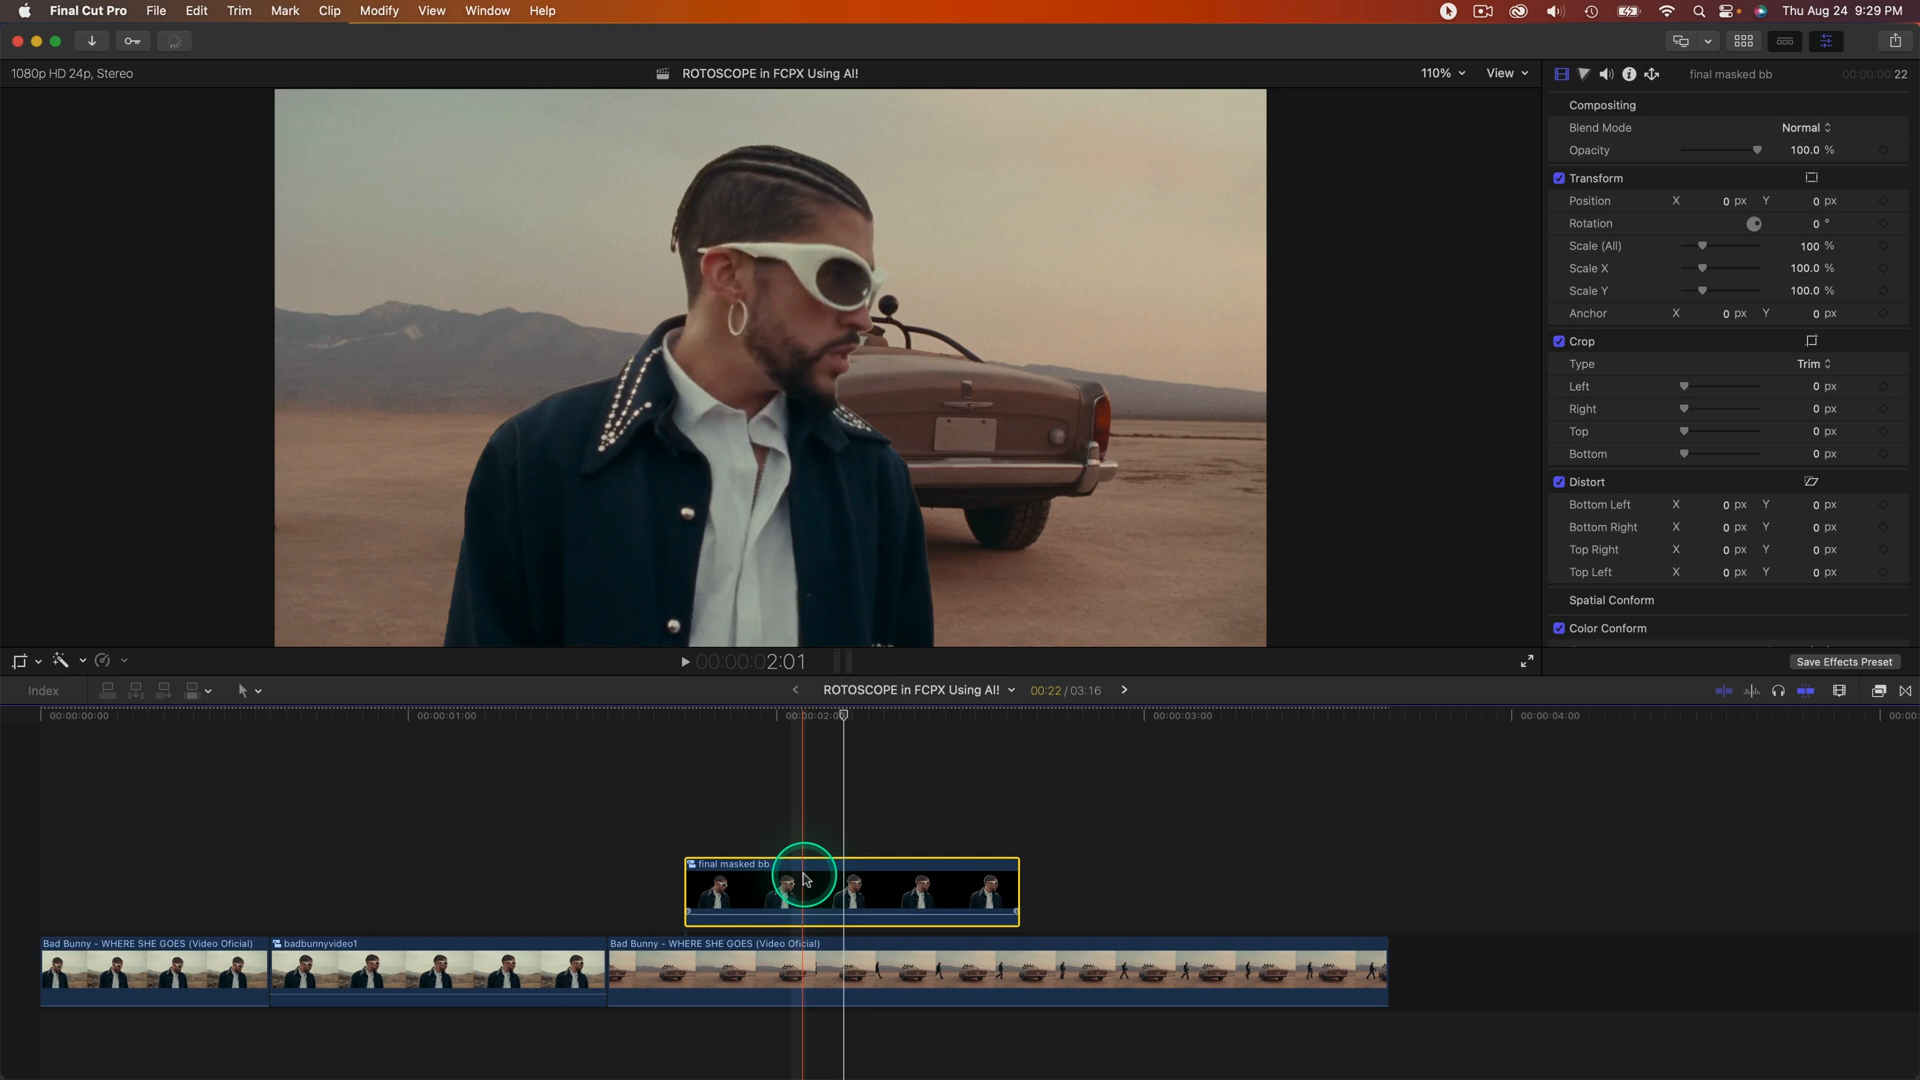 Final Cut Pro File Edit Trim Mark Clip Modify View Window Help Thu Aug 24 9:29 PM
1080p HD 24p, Stereo ROTOSCOPE in FCPX Using AI! 110% View final masked bb 00:00:00:22
Compositing
Blend Mode Normal
Opacity 100.0 %
Transform
Position X 0 px Y 0 px
Rotation 0 °
Scale (All) 100 %
Scale X 100.0 %
Scale Y 100.0 %
Anchor X 0 px Y 0 px
Crop
Type Trim
Left 0 px
Right 0 px
Top 0 px
Bottom 0 px
Distort
Bottom Left X 0 px Y 0 px
Bottom Right X 0 px Y 0 px
Top Right X 0 px Y 0 px
Top Left X 0 px Y 0 px
Spatial Conform
Color Conform
00:00:02:01 Save Effects Preset
Index ROTOSCOPE in FCPX Using AI! 00:22 / 03:16
00:00:00:00 00:00:01:00 00:00:02:0 00:00:03:00 00:00:04:00 00:00:
final masked bb
Bad Bunny - WHERE SHE GOES (Video Oficial) badbunnyvideo1 Bad Bunny - WHERE SHE GOES (Video Oficial)